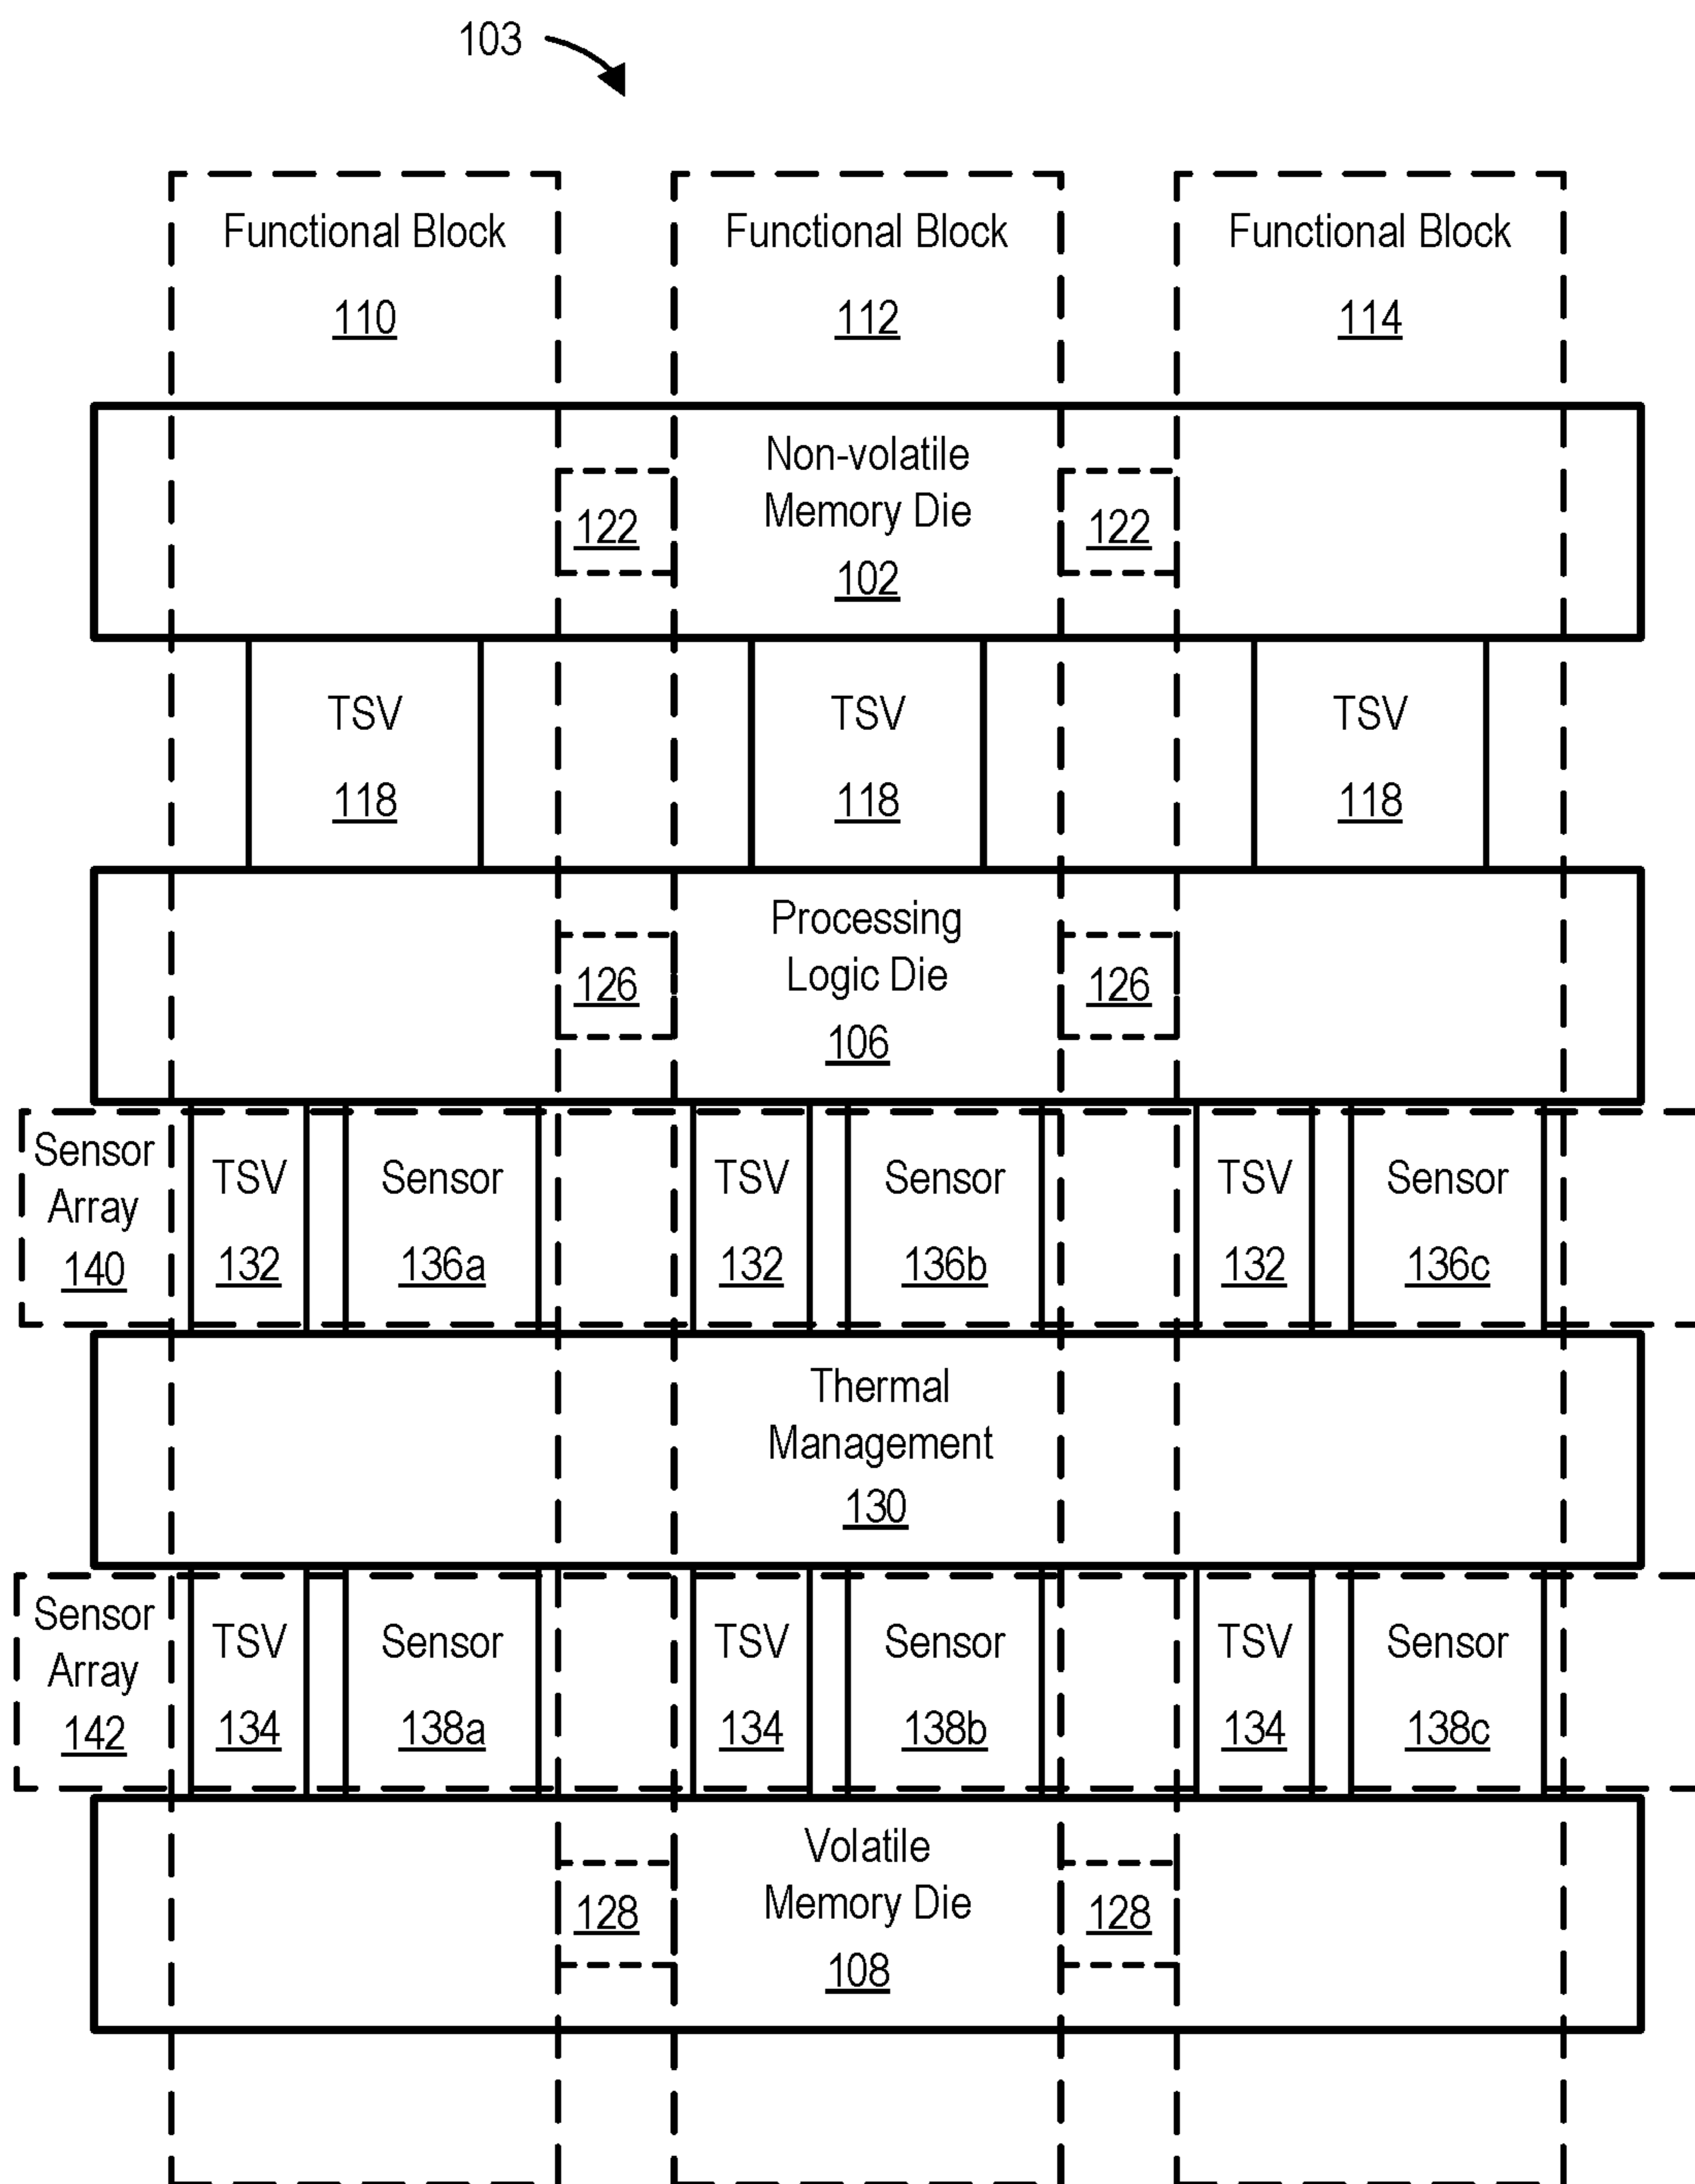 103
Functional Block
110
Functional Block
112
Functional Block
114
Non-volatile
Memory Die
102
122
122
TSV
118
TSV
118
TSV
118
Processing
Logic Die
106
126
126
Sensor
Array
140
TSV
132
Sensor
136a
TSV
132
Sensor
136b
TSV
132
Sensor
136c
Thermal
Management
130
Sensor
Array
142
TSV
134
Sensor
138a
TSV
134
Sensor
138b
TSV
134
Sensor
138c
Volatile
Memory Die
108
128
128